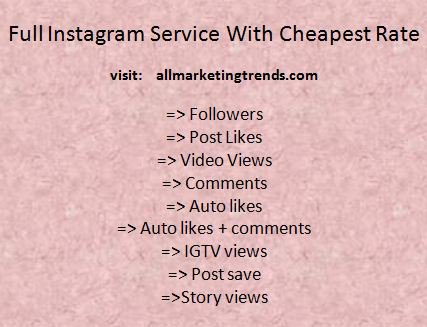 Full Instagram Service With Cheapest Rate
visit: allmarketingtrends.com
=> Followers
=> Post Likes
=> Video Views
=> Comments
=> Auto likes
=> Auto likes + comments
=> IGTV views
=> Post save
=>Story views